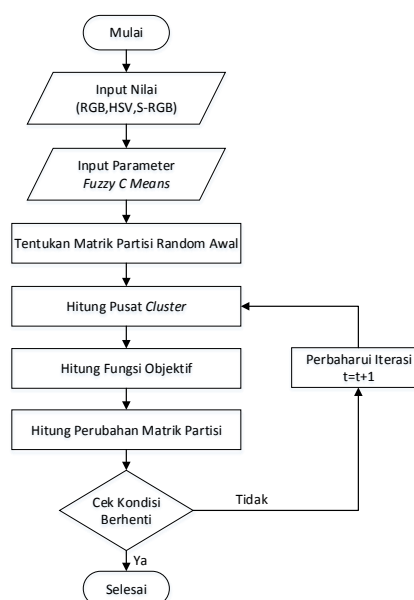 Mulai
Input Nilai
(RGB,HSV,S-RGB)
Input Parameter
Fuzzy C Means
Tentukan Matrik Partisi Random Awal
Hitung Pusat Cluster
Hitung Fungsi Objektif
Perbaharui Iterasi
t=t+1
Hitung Perubahan Matrik Partisi
Cek Kondisi
Berhenti
Tidak
Ya
Selesai